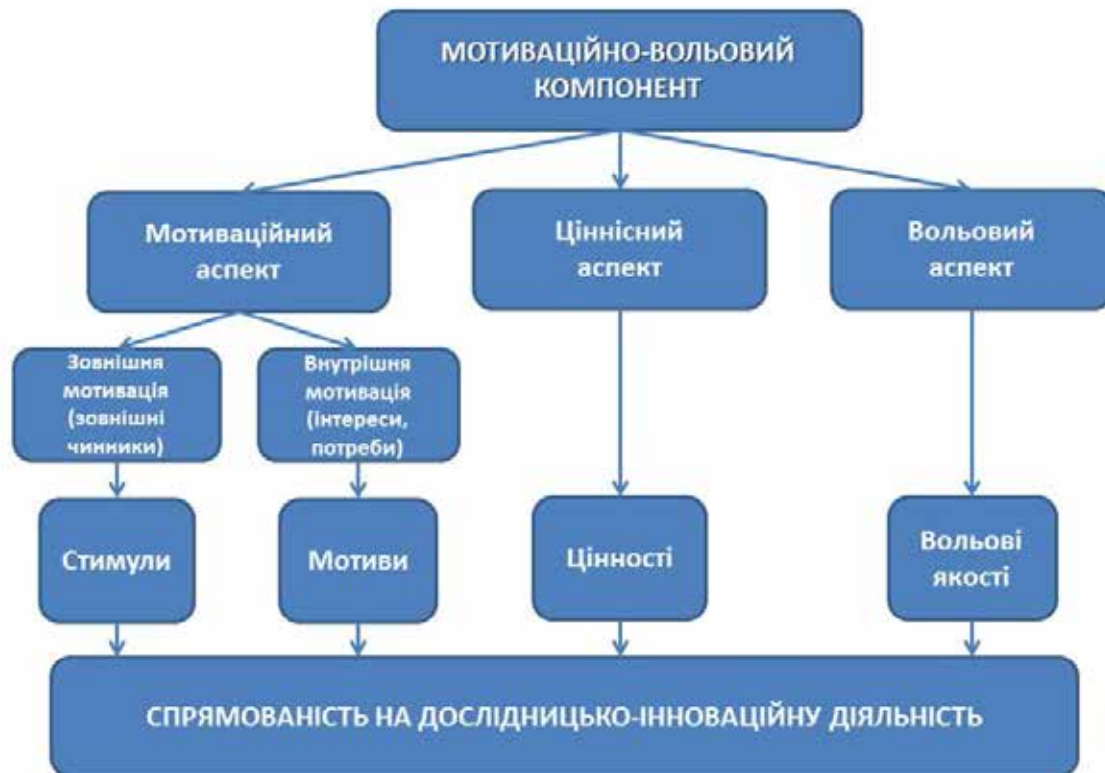 МОТИВАЦІЙНО-ВОЛЬОВИЙ
КОМПОНЕНТ
Мотиваційний
аспект
Ціннісний
аспект
Вольовий
аспект
Зовнішня
мотивація
(зовнішні
чинники)
Внутрішня
мотивація
(інтереси,
потреби)
Стимули
Мотиви
Цінності
Вольові
якості
СПРЯМОВАНІСТЬ НА ДОСЛІДНИЦЬКО-ІННОВАЦІЙНУ ДІЯЛЬНІСТЬ